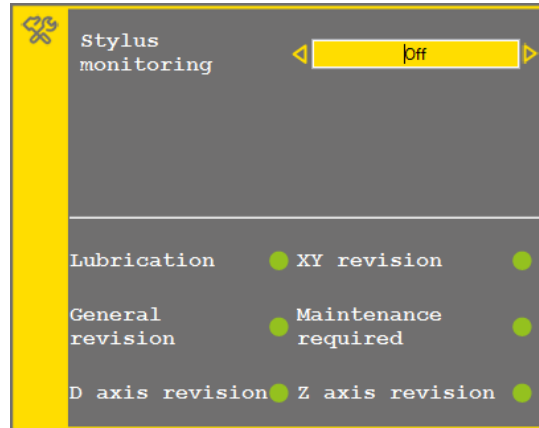 Stylus
monitoring
Off
Lubrication
XY revision
General
revision
Maintenance
required
D axis revision
Z axis revision